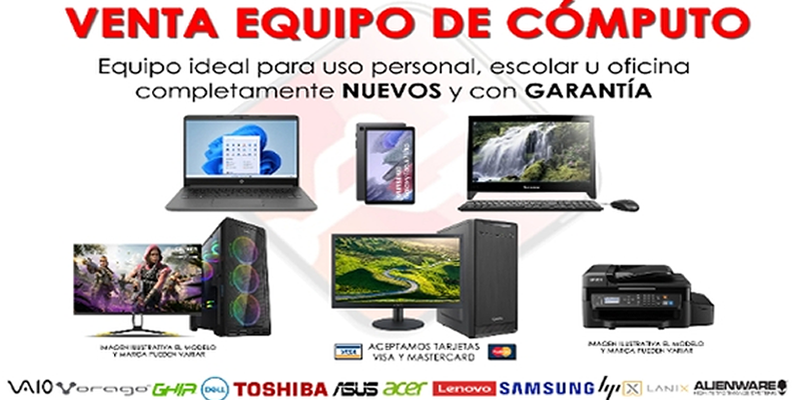 VENTA EQUIPO DE CÓMPUTO
Equipo ideal para uso personal, escolar u oficina
completamente NUEVOS y con GARANTÍA
IMAGEN ILUSTRATIVA EL MODELO
Y MARCA PUEDEN VARIAR
VISA
ACEPTAMOS TARJETAS
VISA Y MASTERCARD
MasterCard
IMAGEN ILUSTRATIVA EL MODELO
Y MARCA PUEDEN VARIAR
VAIO Vorago GHIA DELL TOSHIBA ASUS acer Lenovo SAMSUNG hp X LANIX ALIENWARE